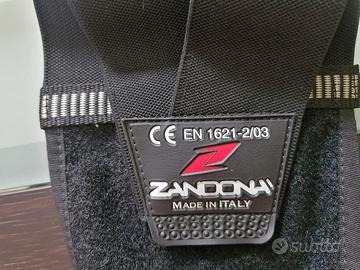 CE EN 1621-2/03
Z
ZANDONA
MADE IN ITALY
subito